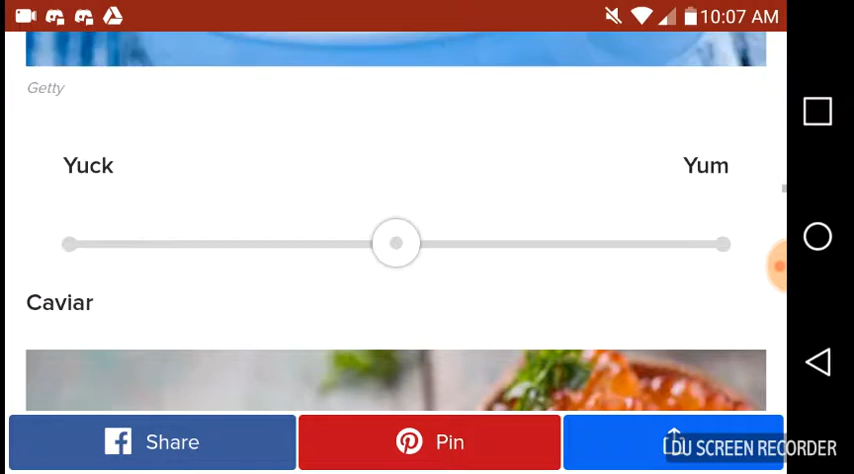 10:07 AM
Getty
Yuck Yum
Caviar
Share Pin
DU SCREEN RECORDER